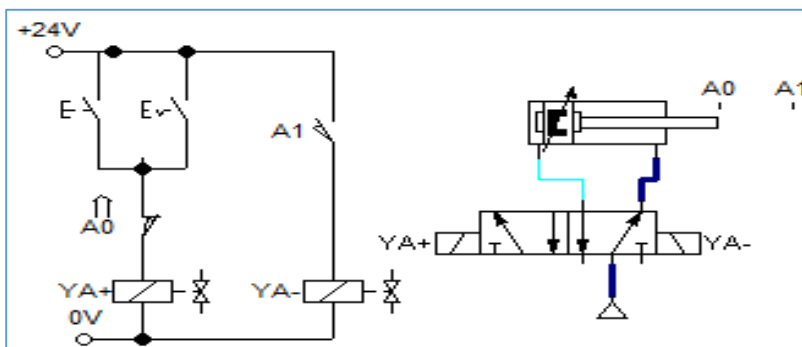 +24V
A0 A1
A1
A0
YA+ YA-
YA+ YA-
0V